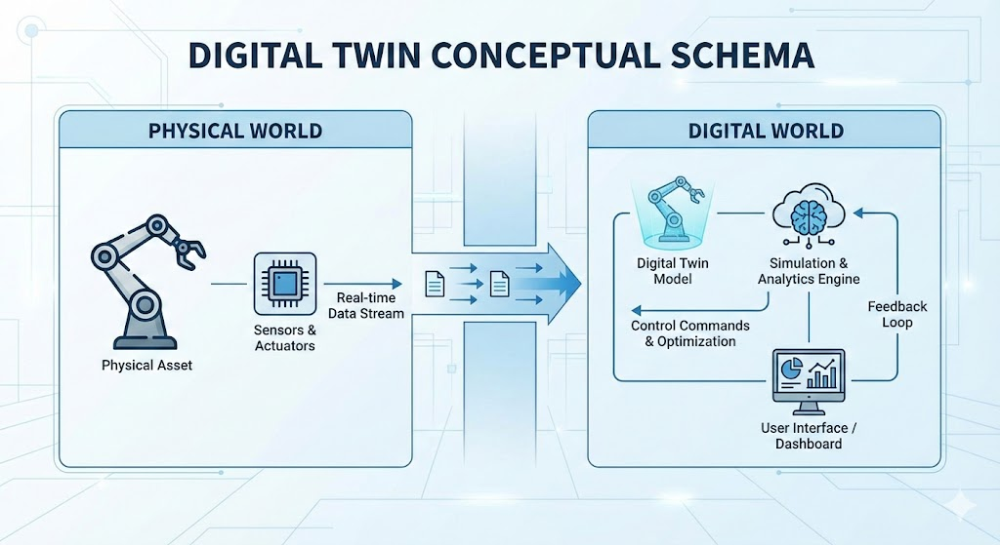 DIGITAL TWIN CONCEPTUAL SCHEMA
PHYSICAL WORLD
Physical Asset
Sensors &
Actuators
Real-time
Data Stream
DIGITAL WORLD
Digital Twin
Model
Simulation &
Analytics Engine
Control Commands
& Optimization
Feedback
Loop
User Interface /
Dashboard